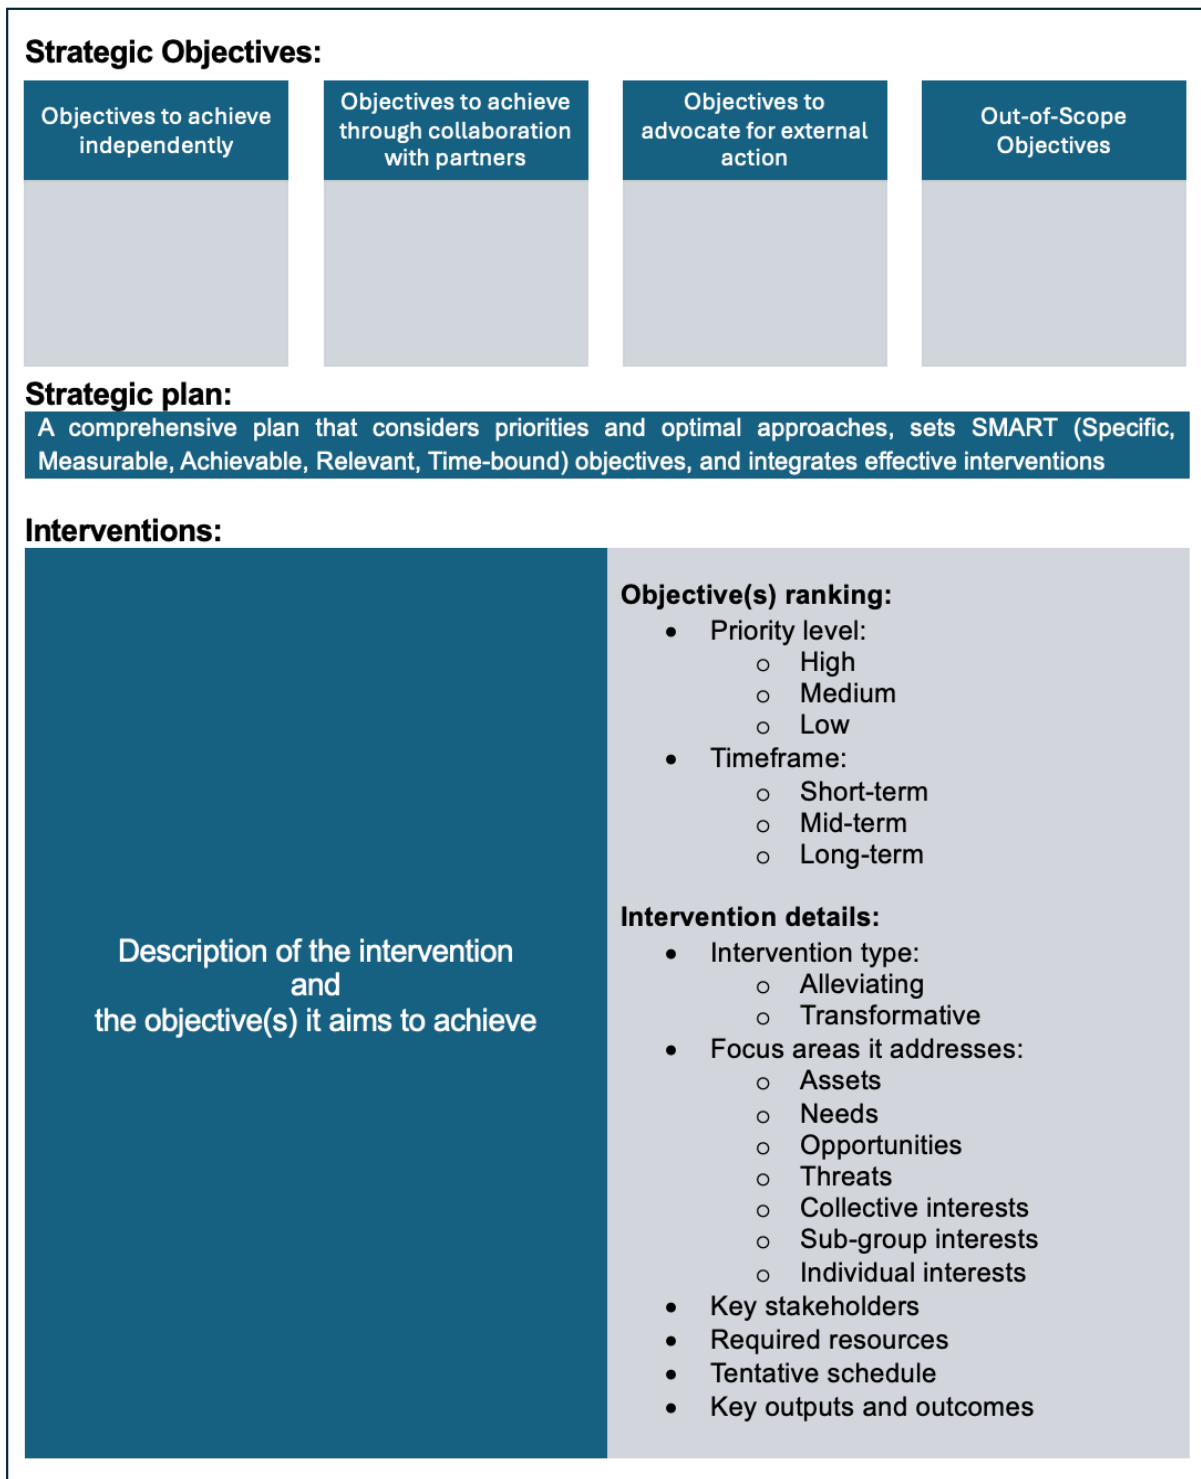 Strategic Objectives:
Objectives to achieve
independently
Objectives to achieve
through collaboration
with partners
Objectives to
advocate for external
action
Out-of-Scope
Objectives
Strategic plan:
A comprehensive plan that considers priorities and optimal approaches, sets SMART (Specific,
Measurable, Achievable, Relevant, Time-bound) objectives, and integrates effective interventions
Interventions:
Description of the intervention
and
the objective(s) it aims to achieve
Objective(s) ranking:
• Priority level:
o High
o Medium
o Low
• Timeframe:
o Short-term
o Mid-term
o Long-term
Intervention details:
• Intervention type:
o Alleviating
o Transformative
• Focus areas it addresses:
o Assets
o Needs
o Opportunities
o Threats
o Collective interests
o Sub-group interests
o Individual interests
• Key stakeholders
• Required resources
• Tentative schedule
• Key outputs and outcomes